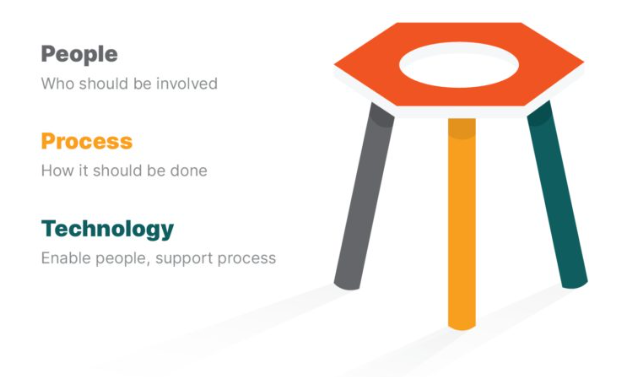 People
Who should be involved
Process
How it should be done
Technology
Enable people, support process